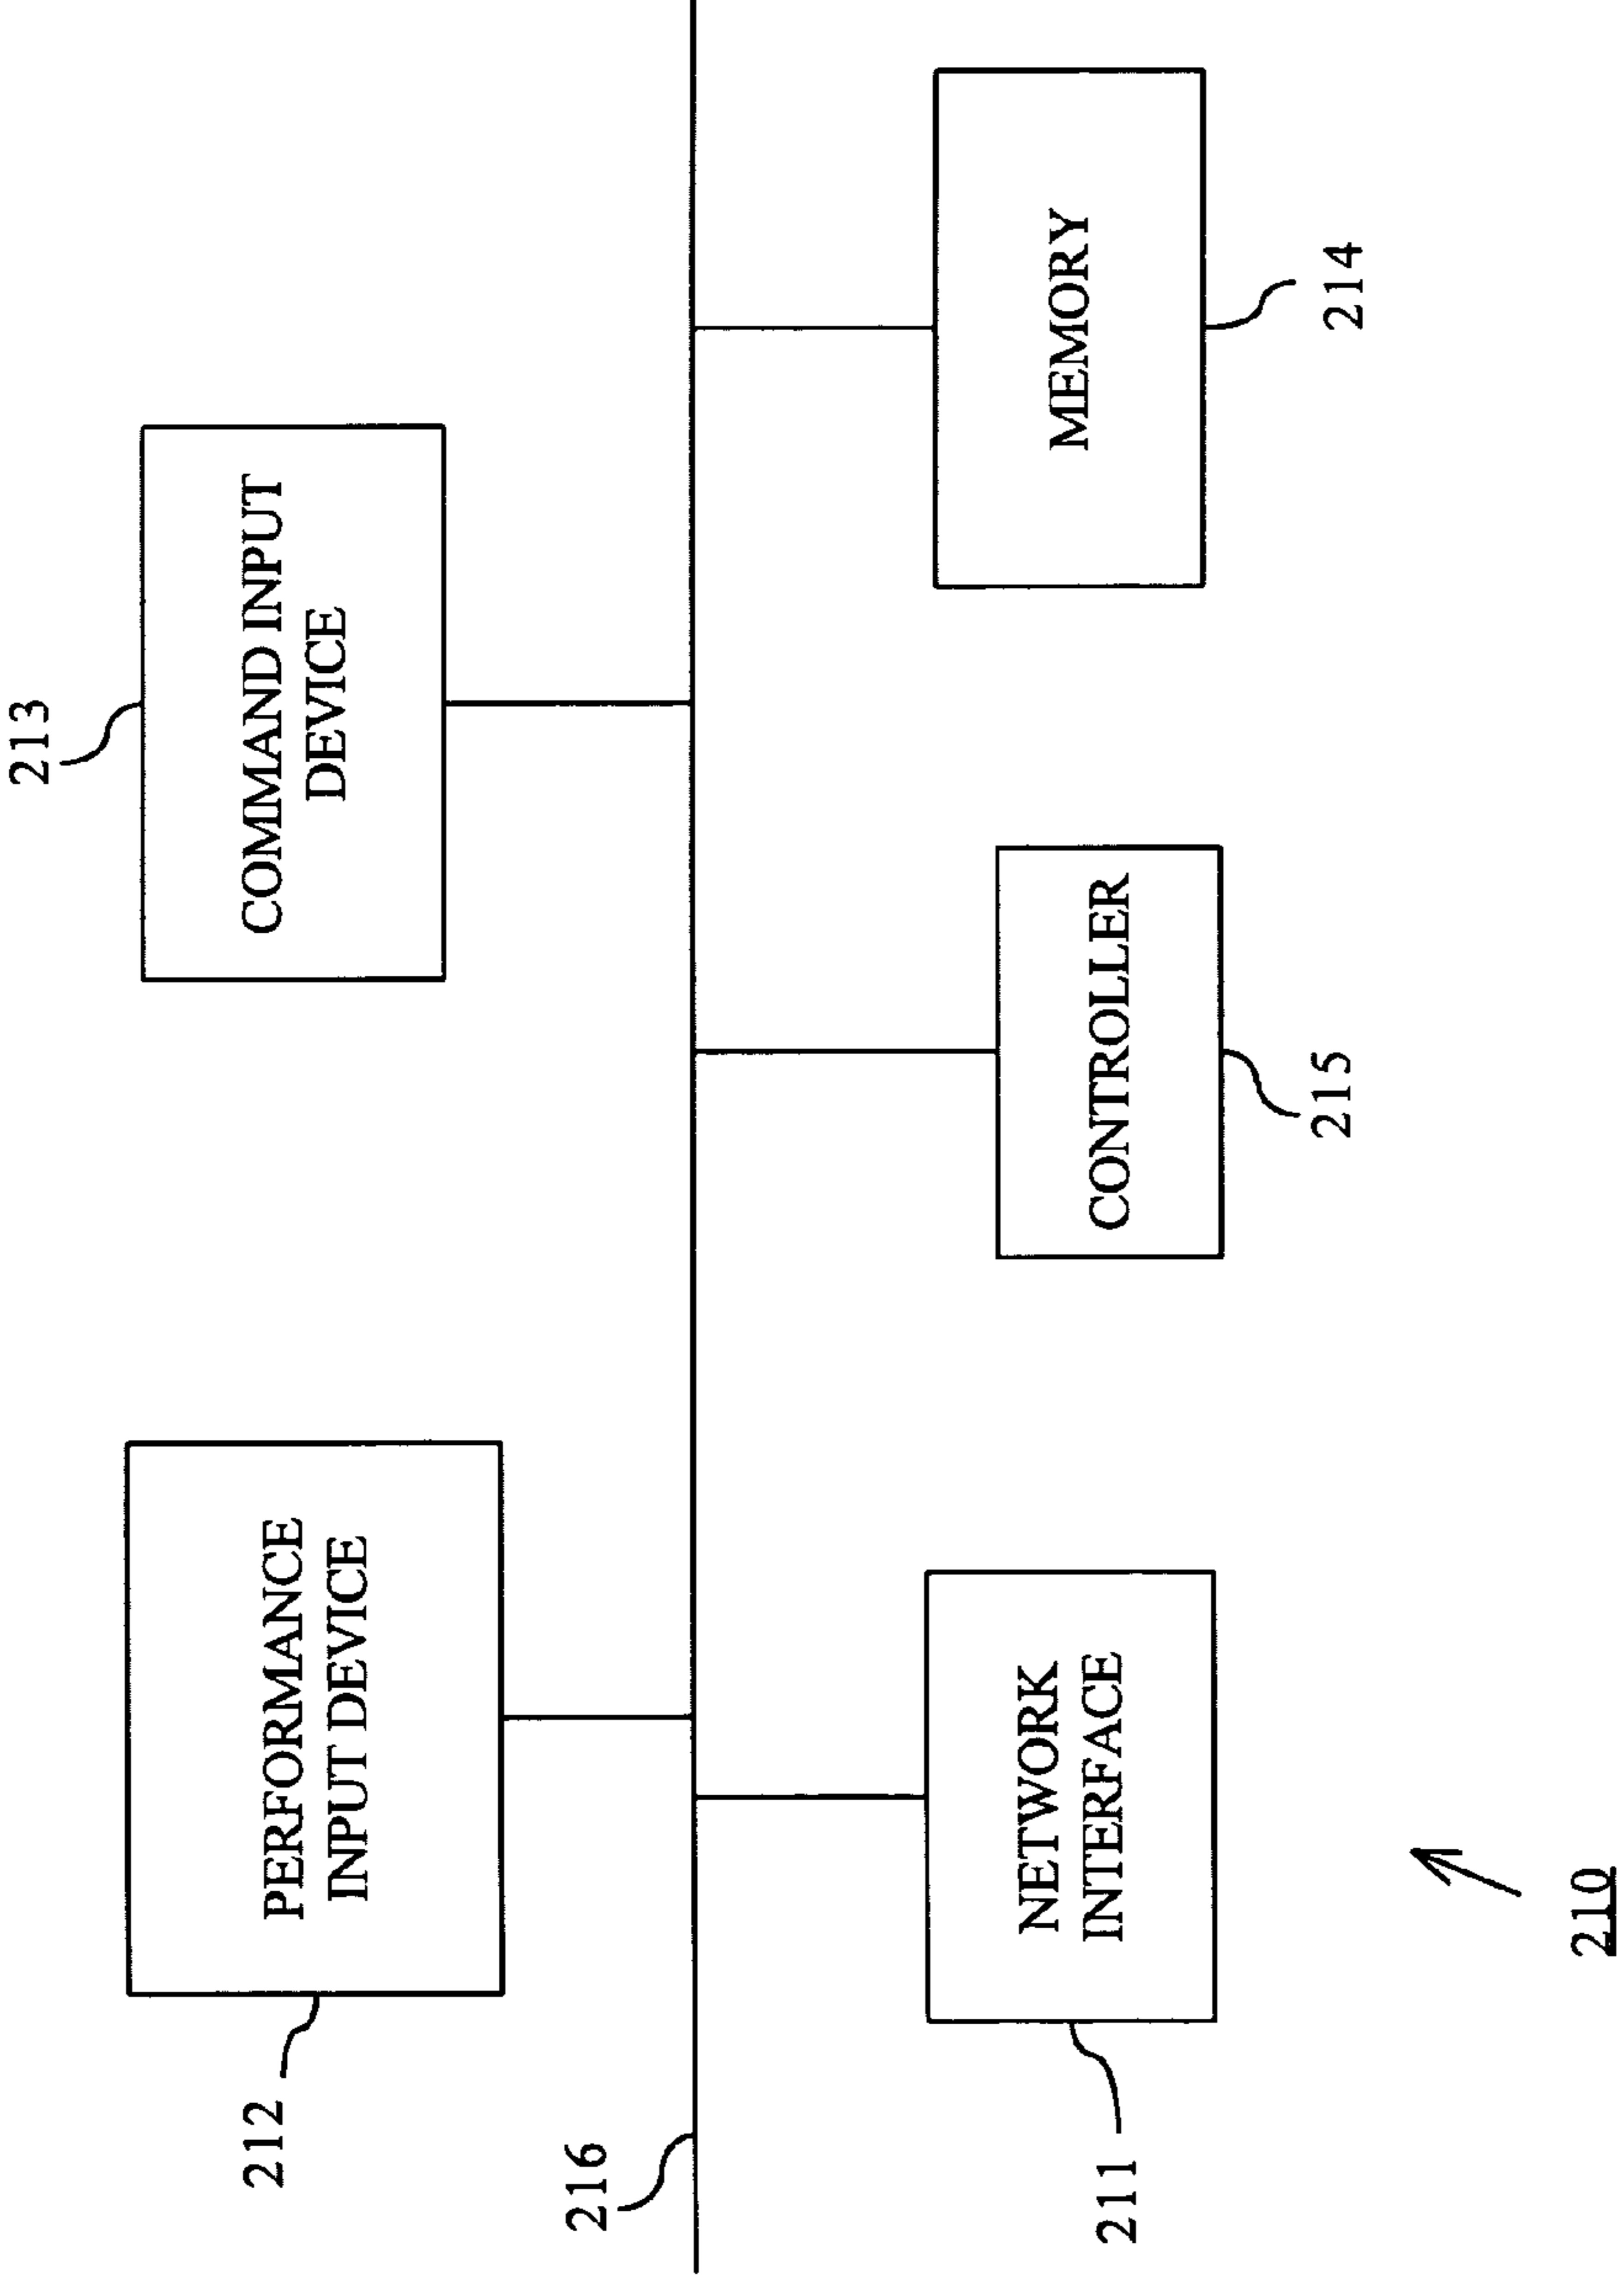 213
COMMAND INPUT
DEVICE
212
PERFORMANCE
INPUT DEVICE
216
MEMORY
214
CONTROLLER
215
NETWORK
INTERFACE
211
210